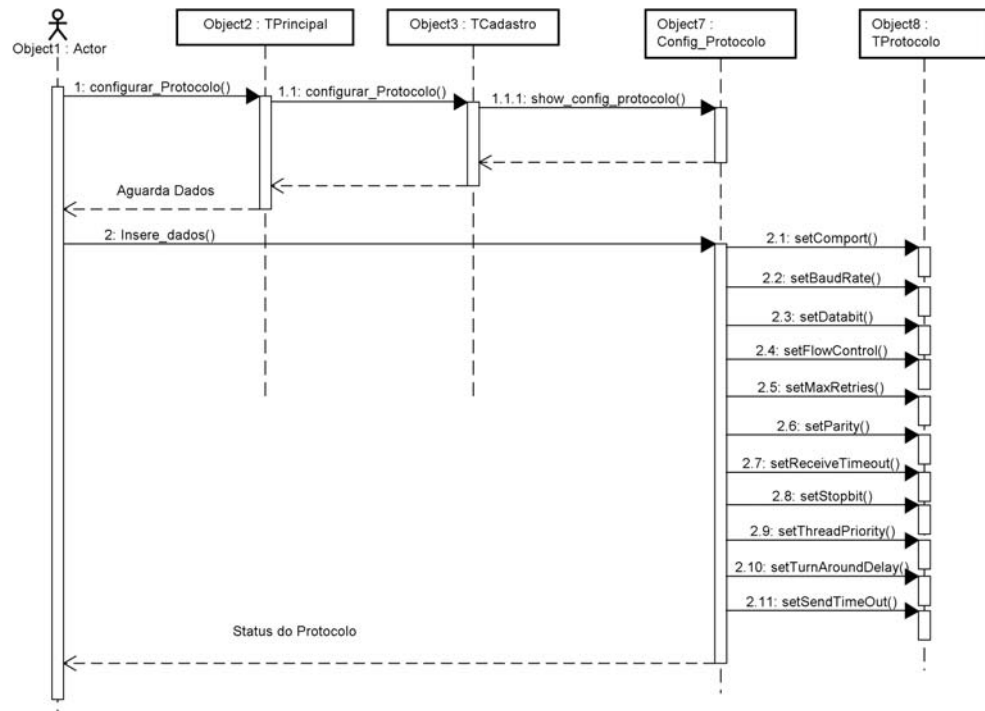 Object1 : Actor
Object2 : TPrincipal
Object3 : TCadastro
Object7 :
Config_Protocolo
Object8 :
TProtocolo
1: configurar_Protocolo()
1.1: configurar_Protocolo()
1.1.1: show_config_protocolo()
Aguarda Dados
2: Insere_dados()
2.1: setComport()
2.2: setBaudRate()
2.3: setDatabit()
2.4: setFlowControl()
2.5: setMaxRetries()
2.6: setParity()
2.7: setReceiveTimeout()
2.8: setStopbit()
2.9: setThreadPriority()
2.10: setTurnAroundDelay()
2.11: setSendTimeOut()
Status do Protocolo